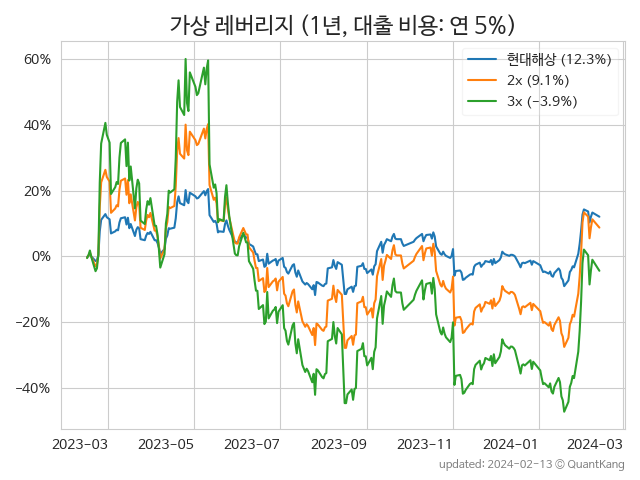 가상 레버리지 (1년, 대출 비용: 연 5%)
현대해상 (12.3%)
2x (9.1%)
3x (−3.9%)
60%
40%
20%
0%
−20%
−40%
2023-03 2023-05 2023-07 2023-09 2023-11 2024-01 2024-03
updated: 2024-02-13 © QuantKang